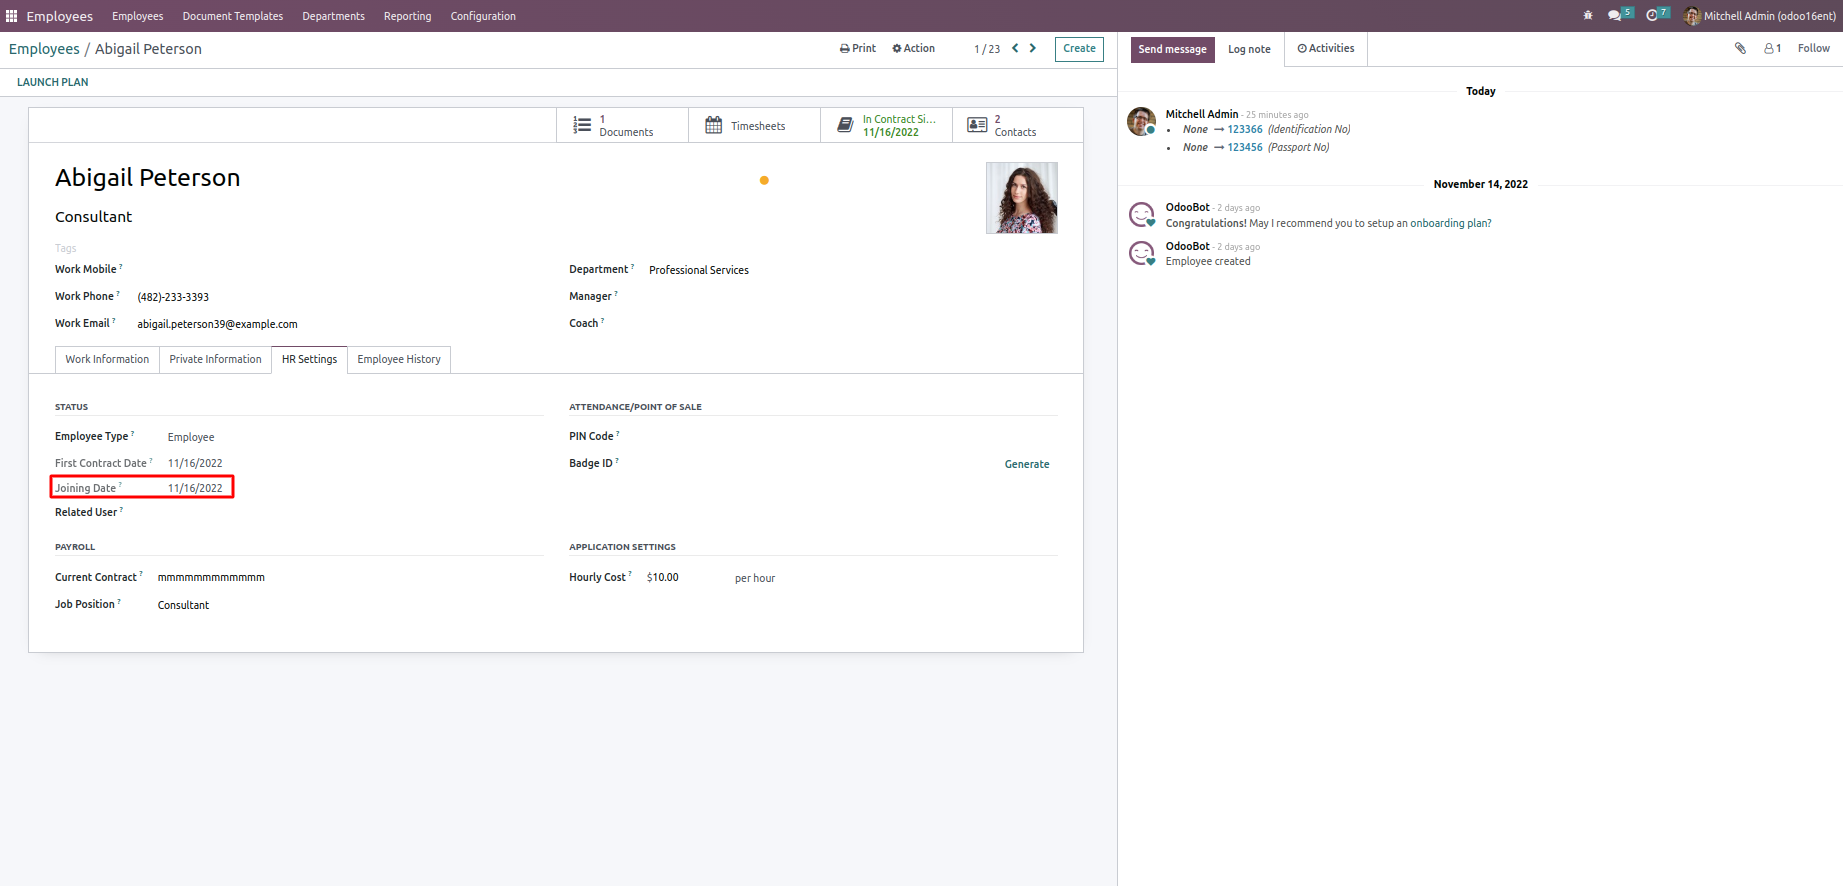 Employees Employees Document Templates Departments Reporting Configuration 5 7 Mitchell Admin (odoo16ent)
Employees / Abigail Peterson Print Action 1 / 23 Create
LAUNCH PLAN
1 Documents
Timesheets
In Contract Si...
11/16/2022
2 Contacts
Abigail Peterson
Consultant
Tags
Work Mobile ?
Department ? Professional Services
Work Phone ? (482)-233-3393
Manager ?
Work Email ? abigail.peterson39@example.com
Coach ?
Work Information Private Information HR Settings Employee History
STATUS
Employee Type ? Employee
First Contract Date ? 11/16/2022
Joining Date ? 11/16/2022
Related User ?
ATTENDANCE/POINT OF SALE
PIN Code ?
Badge ID ? Generate
PAYROLL
Current Contract ? mmmmmmmmmmmm
Job Position ? Consultant
APPLICATION SETTINGS
Hourly Cost ? $10.00 per hour
Send message Log note Activities 1 Follow
Today
Mitchell Admin - 25 minutes ago
• None → 123366 (Identification No)
• None → 123456 (Passport No)
November 14, 2022
OdooBot - 2 days ago
Congratulations! May I recommend you to setup an onboarding plan?
OdooBot - 2 days ago
Employee created